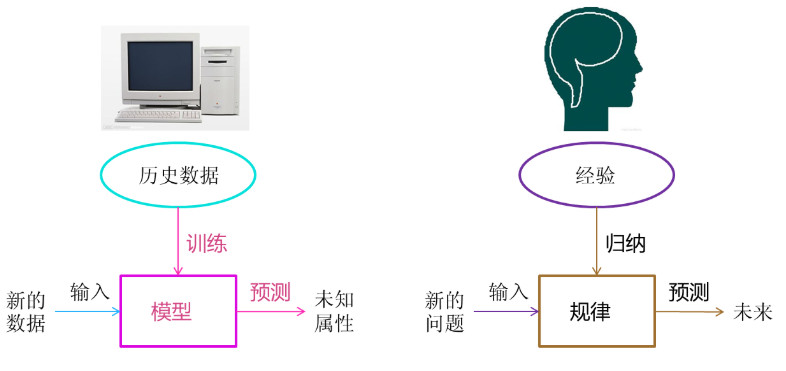 历史数据
训练
新的
数据
输入
模型
预测
未知
属性
经验
归纳
新的
问题
输入
规律
预测
未来